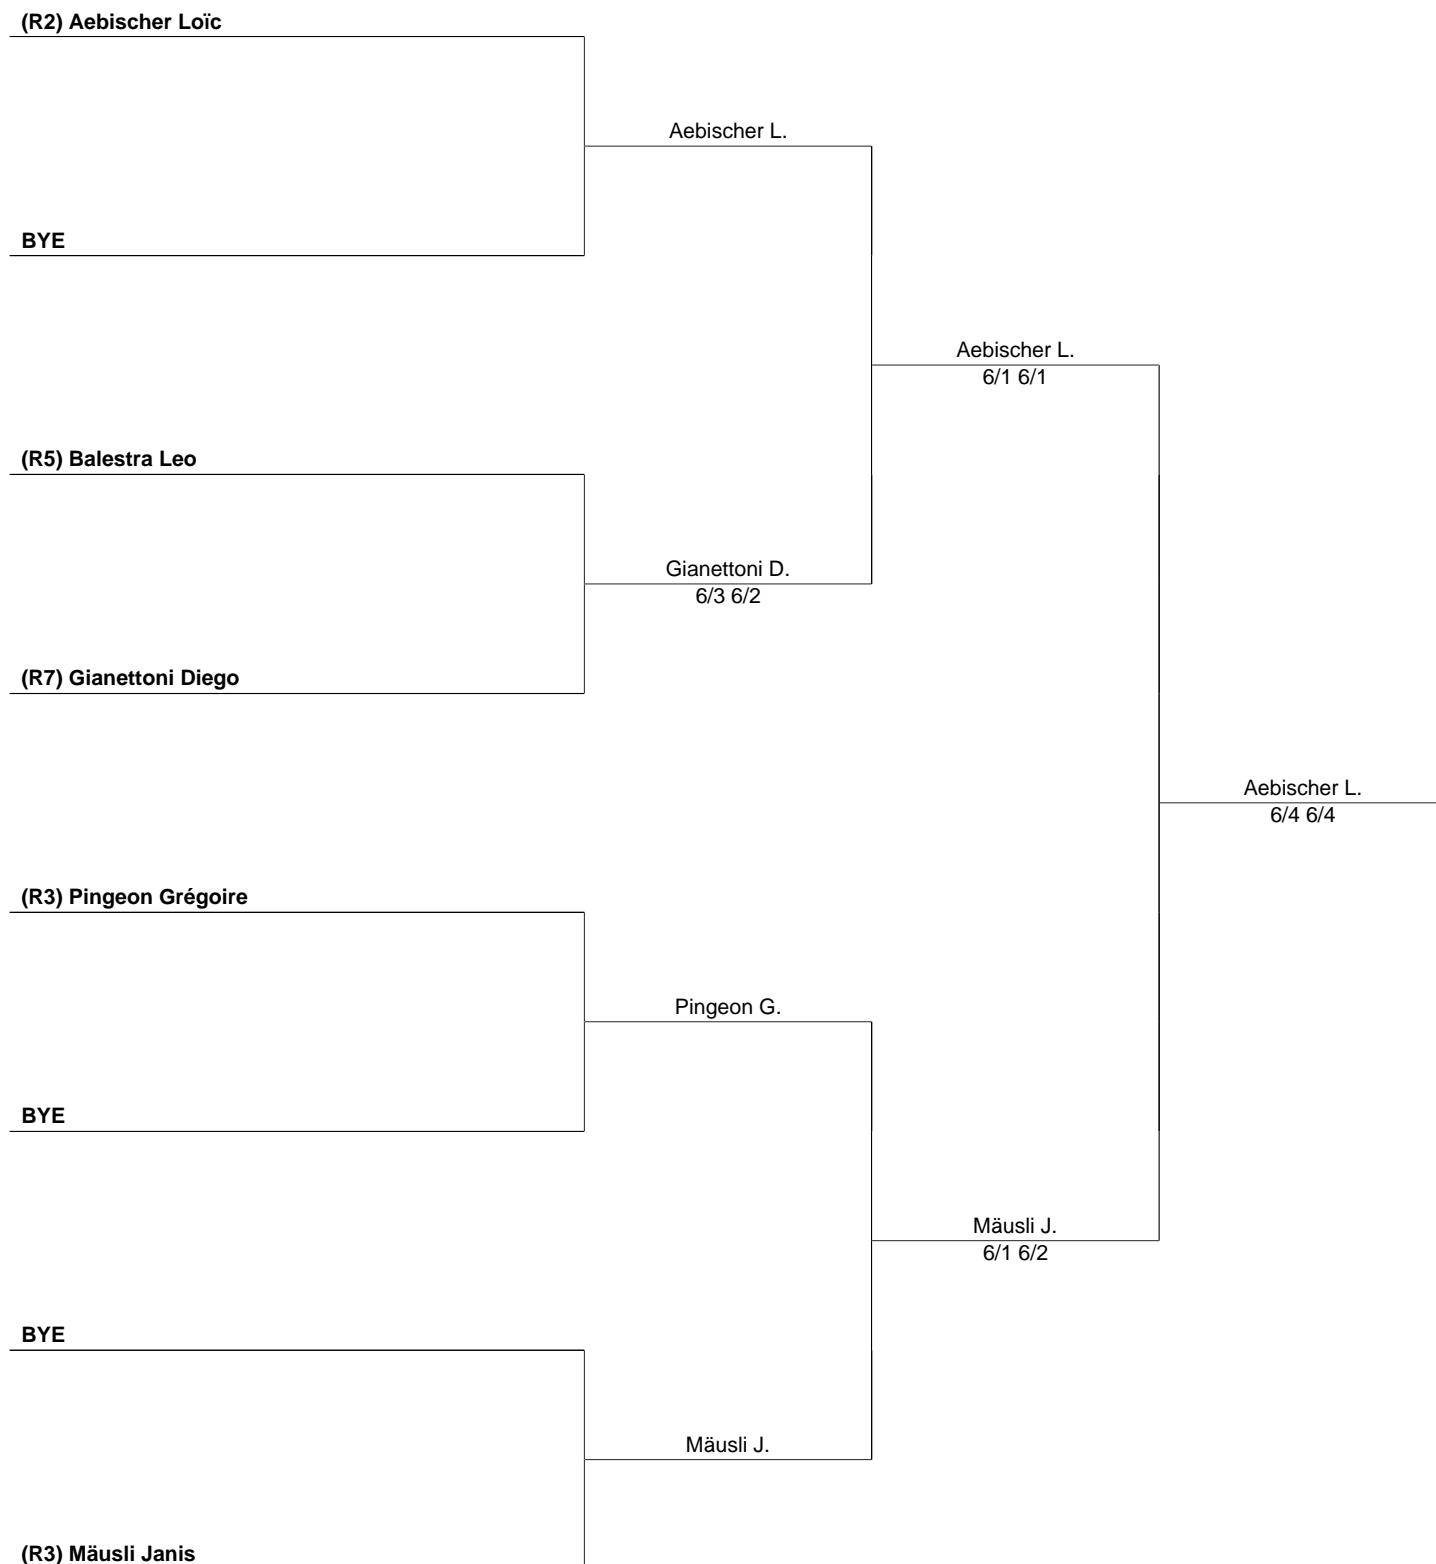 (R2) Aebischer Loïc
Aebischer L.
BYE
Aebischer L.
6/1 6/1
(R5) Balestra Leo
Gianettoni D.
6/3 6/2
(R7) Gianettoni Diego
Aebischer L.
6/4 6/4
(R3) Pingeon Grégoire
Pingeon G.
BYE
Mäusli J.
6/1 6/2
BYE
Mäusli J.
(R3) Mäusli Janis